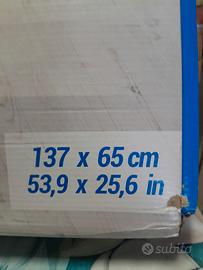 137 x 65 cm
53,9 x 25,6 in
subito